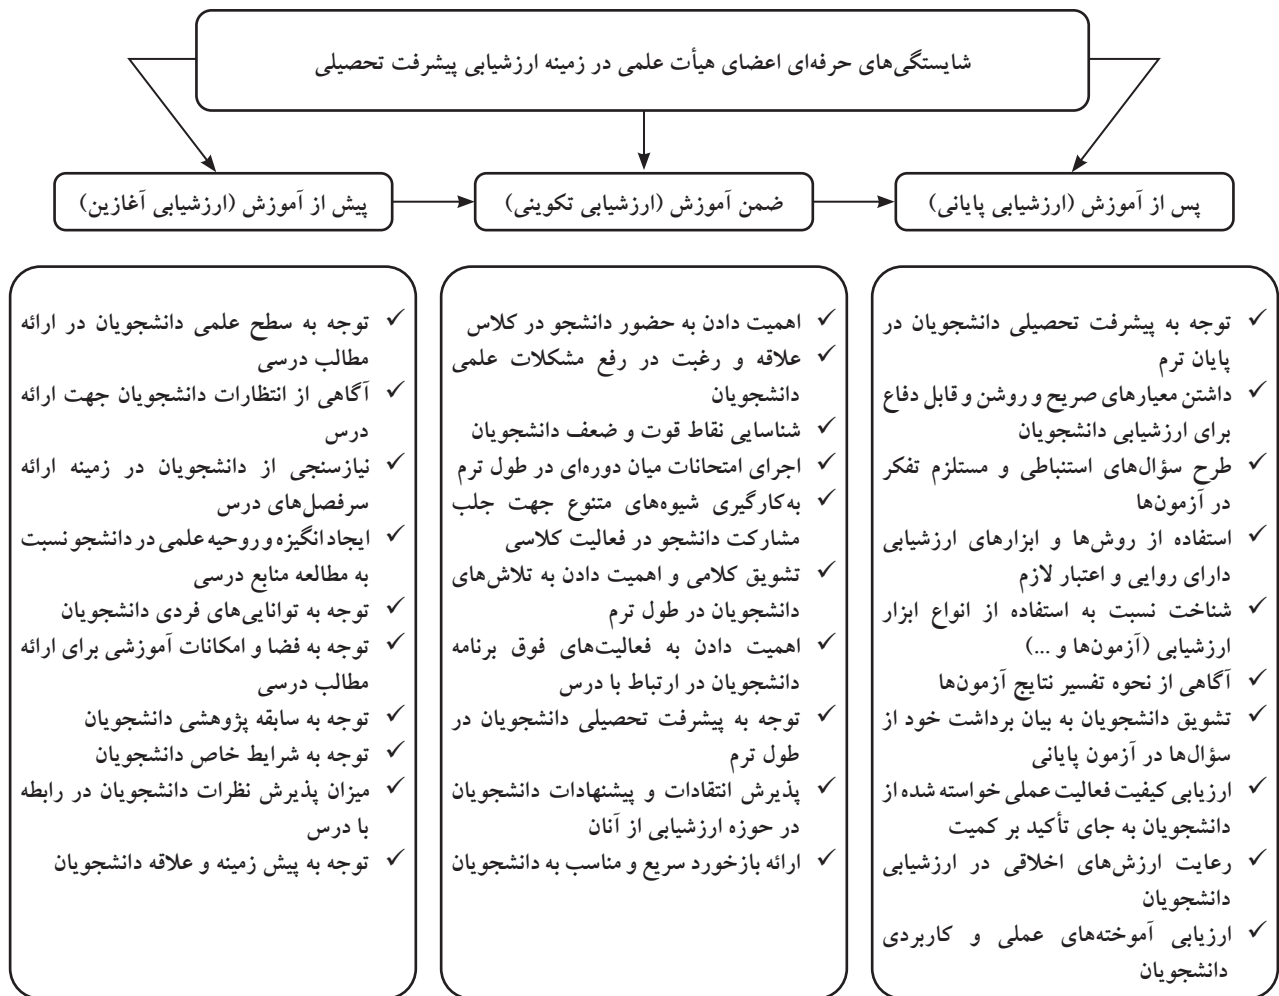 شایستگی‌های حرفه‌ای اعضای هیأت علمی در زمینه ارزشیابی پیشرفت تحصیلی
پیش از آموزش (ارزشیابی آغازین)
ضمن آموزش (ارزشیابی تکوینی)
پس از آموزش (ارزشیابی پایانی)
✓ توجه به سطح علمی دانشجویان در ارائه
مطالب درسی
✓ آگاهی از انتظارات دانشجویان جهت ارائه
درس
✓ نیازسنجی از دانشجویان در زمینه ارائه
سرفصل‌های درس
✓ ایجاد انگیزه و روحیه علمی در دانشجو نسبت
به مطالعه منابع درسی
✓ توجه به توانایی‌های فردی دانشجویان
✓ توجه به فضا و امکانات آموزشی برای ارائه
مطالب درسی
✓ توجه به سابقه پژوهشی دانشجویان
✓ توجه به شرایط خاص دانشجویان
✓ میزان پذیرش نظرات دانشجویان در رابطه
با درس
✓ توجه به پیش زمینه و علاقه دانشجویان
✓ اهمیت دادن به حضور دانشجو در کلاس
✓ علاقه و رغبت در رفع مشکلات علمی
دانشجویان
✓ شناسایی نقاط قوت و ضعف دانشجویان
✓ اجرای امتحانات میان دوره‌ای در طول ترم
✓ به‌کارگیری شیوه‌های متنوع جهت جلب
مشارکت دانشجو در فعالیت کلاسی
✓ تشویق کلامی و اهمیت دادن به تلاش‌های
دانشجویان در طول ترم
✓ اهمیت دادن به فعالیت‌های فوق برنامه
دانشجویان در ارتباط با درس
✓ توجه به پیشرفت تحصیلی دانشجویان در
طول ترم
✓ پذیرش انتقادات و پیشنهادات دانشجویان
در حوزه ارزشیابی از آنان
✓ ارائه بازخورد سریع و مناسب به دانشجویان
✓ توجه به پیشرفت تحصیلی دانشجویان در
پایان ترم
✓ داشتن معیارهای صریح و روشن و قابل دفاع
برای ارزشیابی دانشجویان
✓ طرح سؤال‌های استنباطی و مستلزم تفکر
در آزمون‌ها
✓ استفاده از روش‌ها و ابزارهای ارزشیابی
دارای روایی و اعتبار لازم
✓ شناخت نسبت به استفاده از انواع ابزار
ارزشیابی (آزمون‌ها و ...)
✓ آگاهی از نحوه تفسیر نتایج آزمون‌ها
✓ تشویق دانشجویان به بیان برداشت خود از
سؤال‌ها در آزمون پایانی
✓ ارزیابی کیفیت فعالیت عملی خواسته شده از
دانشجویان به جای تأکید بر کمیت
✓ رعایت ارزش‌های اخلاقی در ارزشیابی
دانشجویان
✓ ارزیابی آموخته‌های عملی و کاربردی
دانشجویان